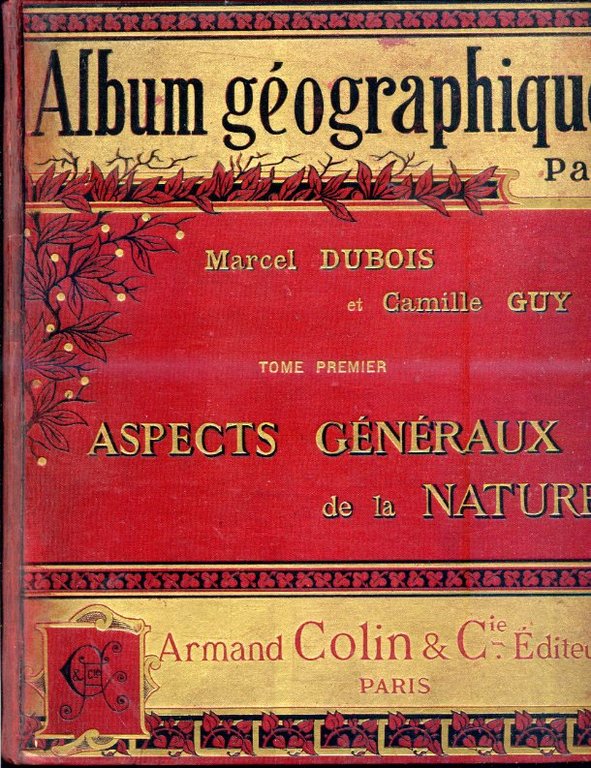 Album géographique
Pa
Marcel DUBOIS
et Camille GUY
TOME PREMIER
ASPECTS GÉNÉRAUX
de la NATURE
Armand Colin & Cie. Éditeu
PARIS
& Cie